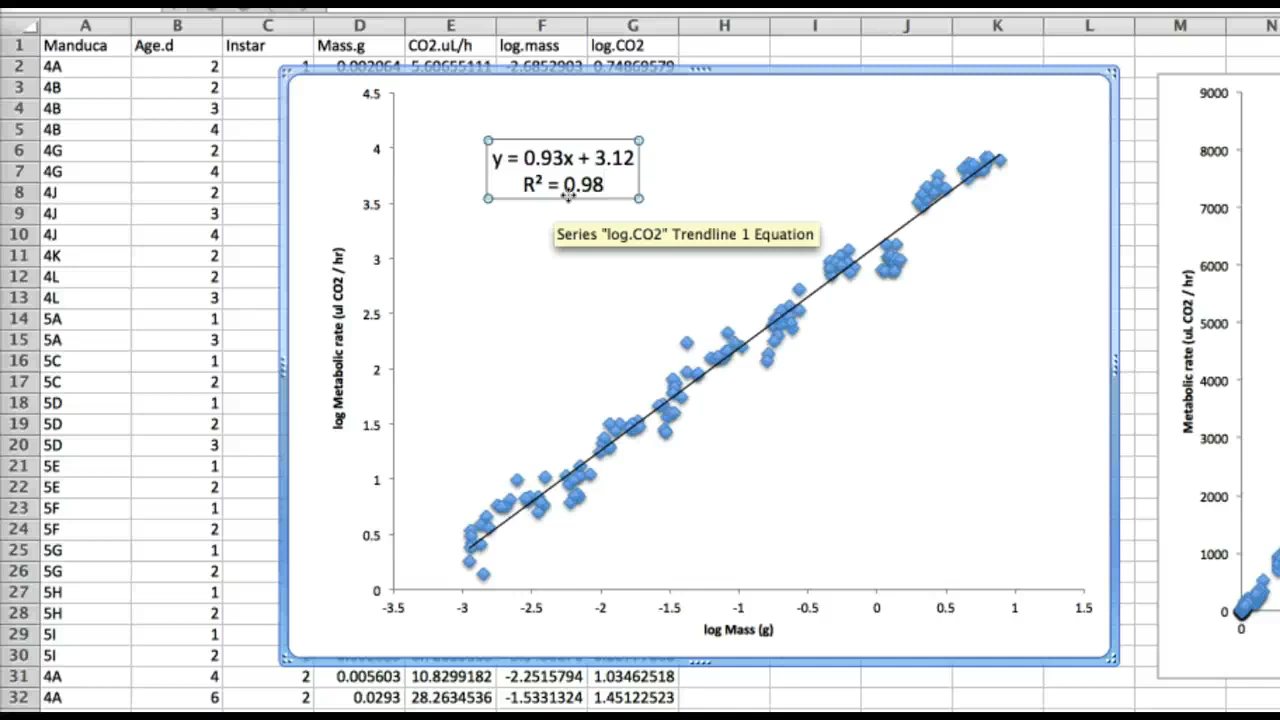 A B C D E F G H I J K L M N
1 Manduca Age.d Instar Mass.g CO2.uL/h log.mass log.CO2
2 4A 2 1 0.002064 5.60655111 -2.6852903 0.74869579
3 4B 2
4 4B 3
5 4B 4
6 4G 2
7 4G 4
8 4J 2
9 4J 3
10 4J 4
11 4K 2
12 4L 2
13 4L 3
14 5A 1
15 5A 3
16 5C 1
17 5C 2
18 5D 1
19 5D 2
20 5D 3
21 5E 1
22 5E 2
23 5F 1
24 5F 2
25 5G 1
26 5G 2
27 5H 1
28 5H 2
29 5I 1
30 5I 2
31 4A 4 2 0.005603 10.8299182 -2.2515794 1.03462518
32 4A 6 2 0.0293 28.2634536 -1.5331324 1.45122523
y = 0.93x + 3.12
R² = 0.98
Series "log.CO2" Trendline 1 Equation
log Metabolic rate (ul CO2 / hr)
4.5
4
3.5
3
2.5
2
1.5
1
0.5
0
-3.5 -3 -2.5 -2 -1.5 -1 -0.5 0 0.5 1 1.5
log Mass (g)
Metabolic rate (uL CO2 / hr)
9000
8000
7000
6000
5000
4000
3000
2000
1000
0
0